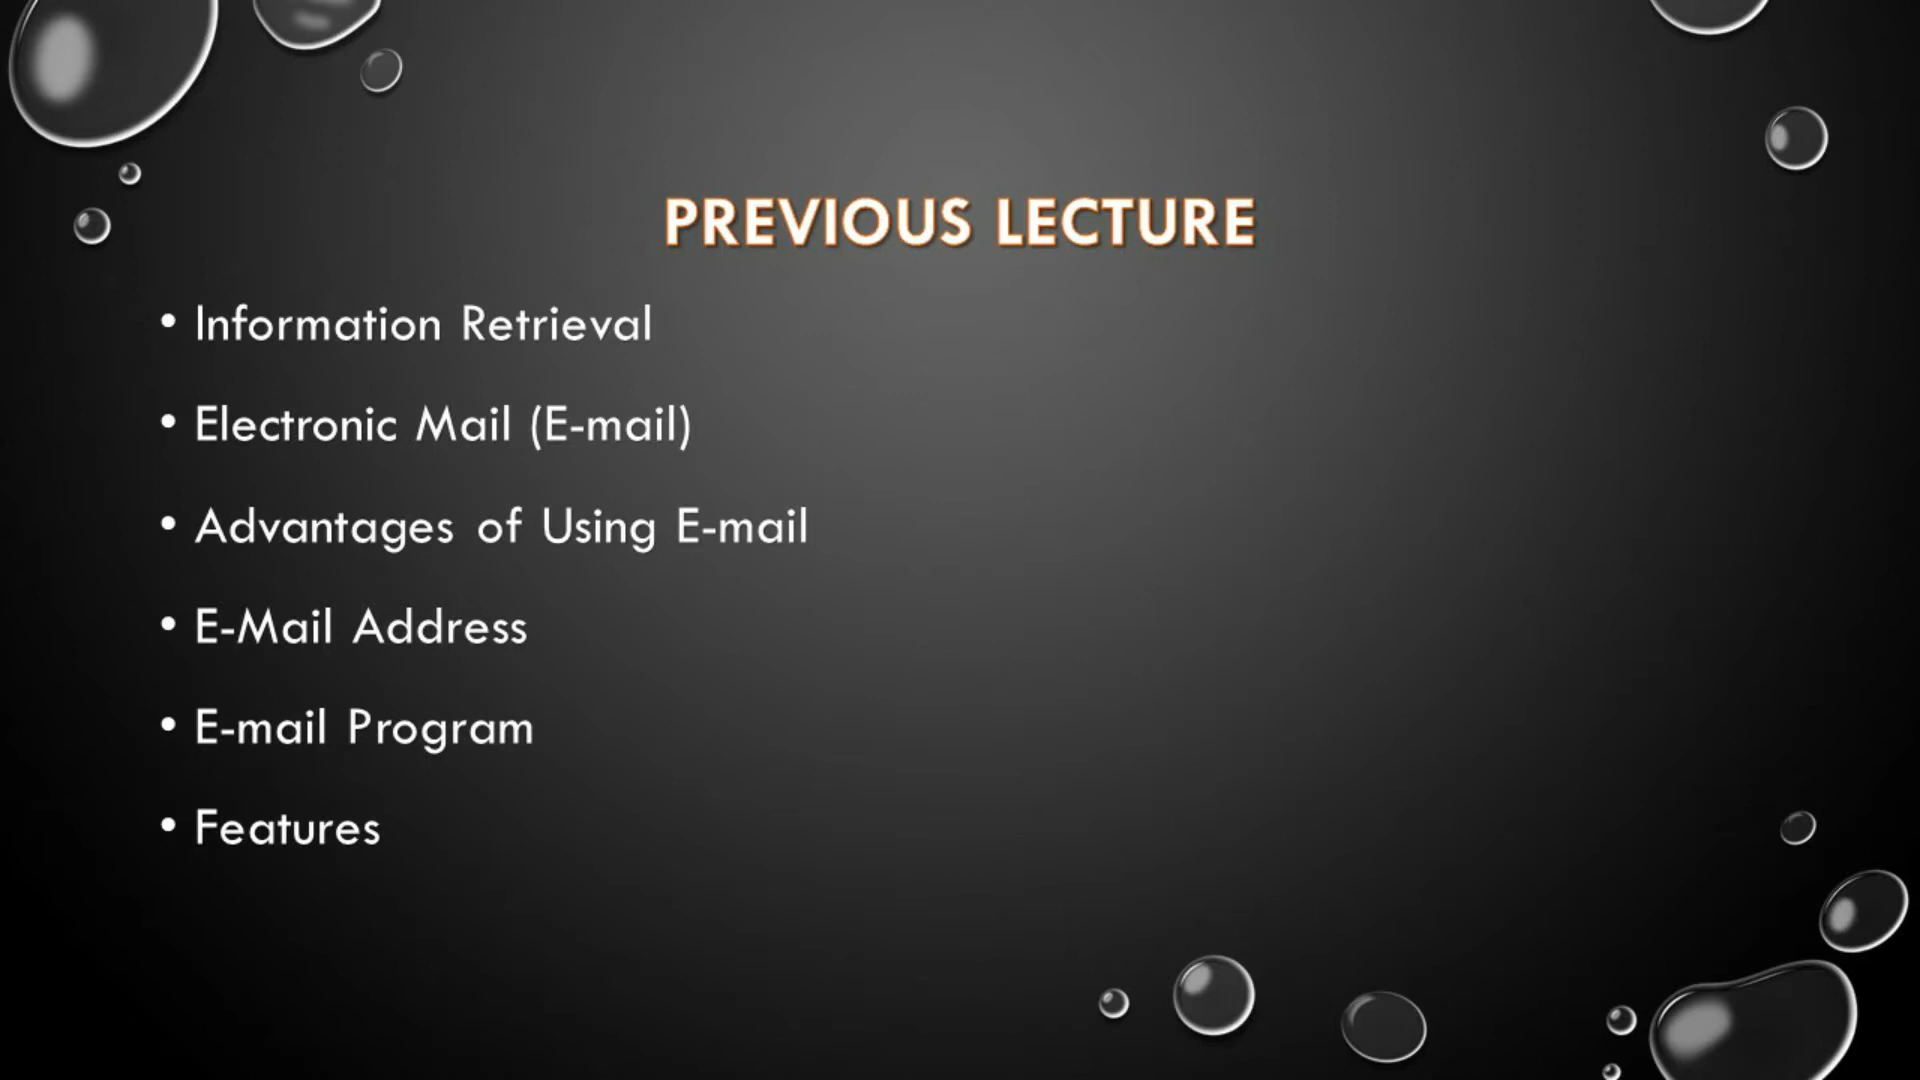 PREVIOUS LECTURE
• Information Retrieval
• Electronic Mail (E-mail)
• Advantages of Using E-mail
• E-Mail Address
• E-mail Program
• Features